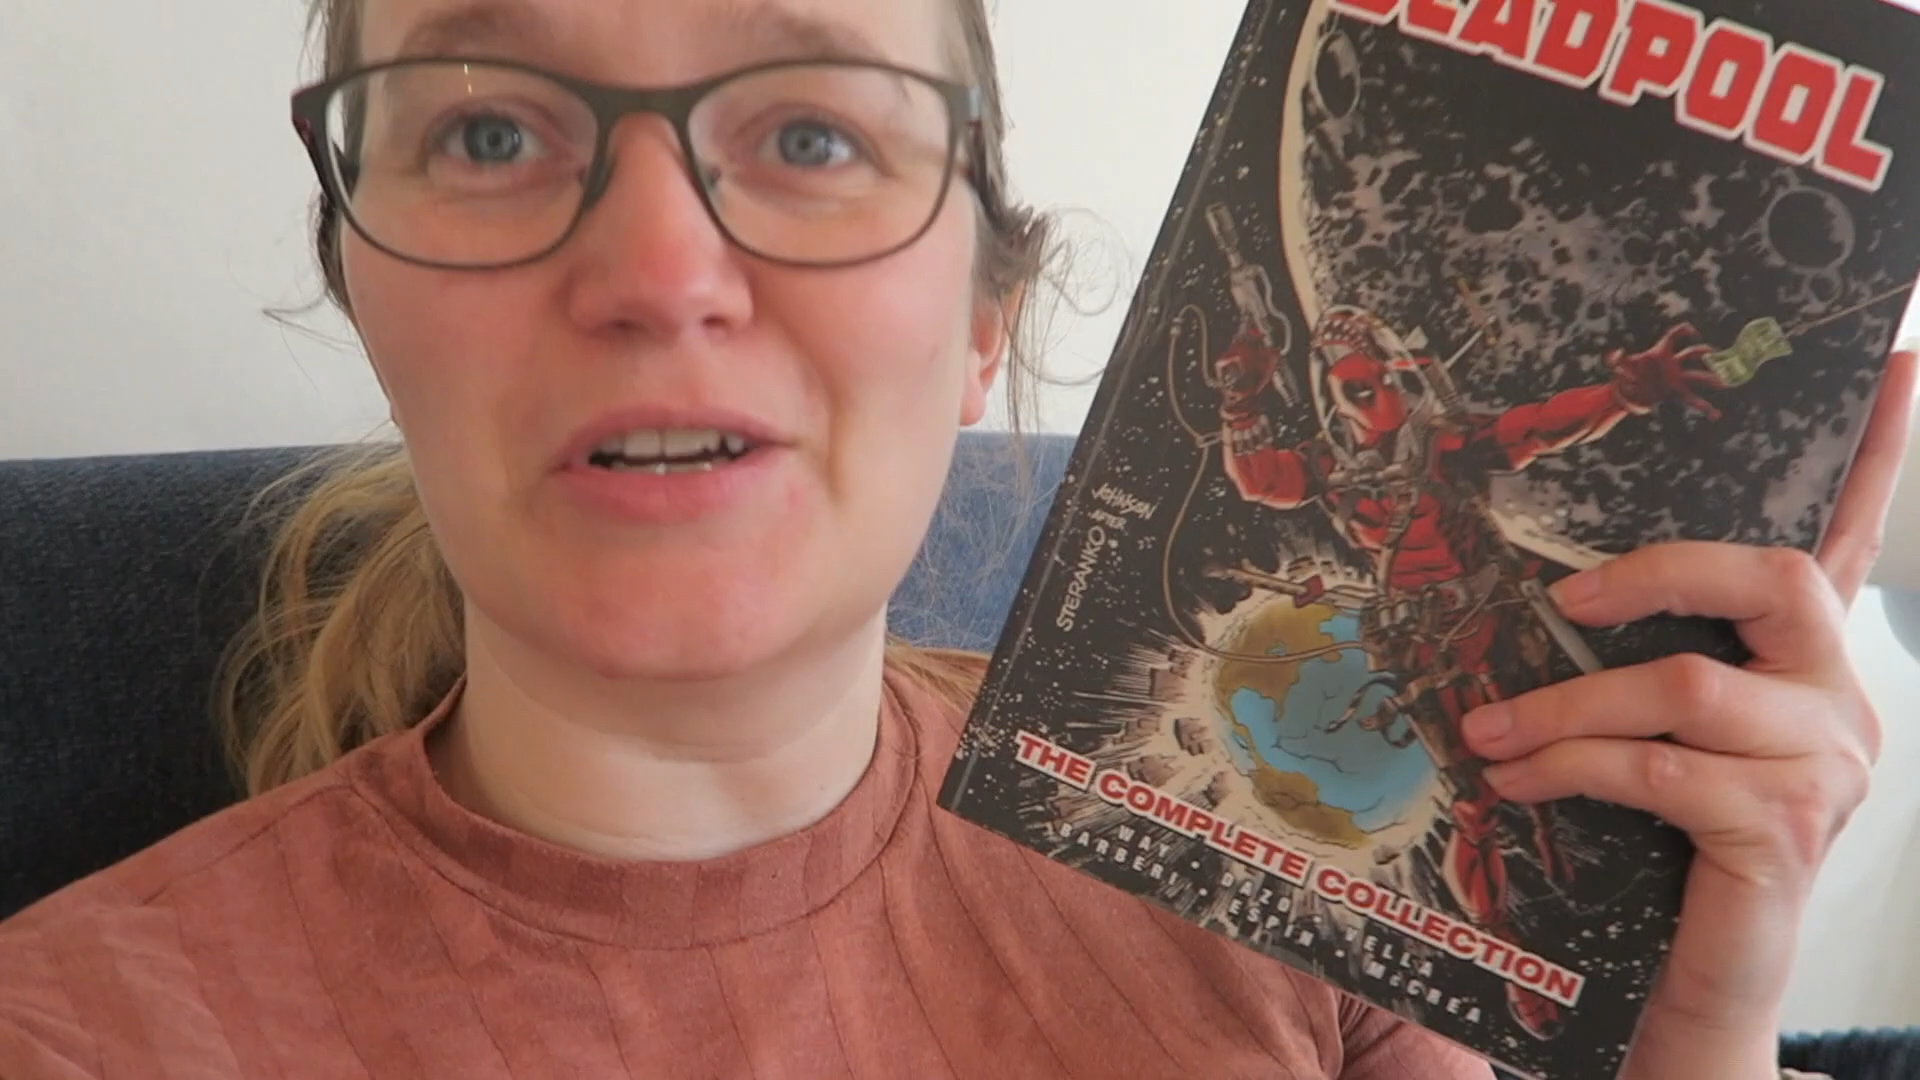 DEADPOOL
JOHNSON
AFTER
STERANKO
THE COMPLETE COLLECTION
WAY • DAZO • VELLA
BARBERI • ESPIN • McCREA